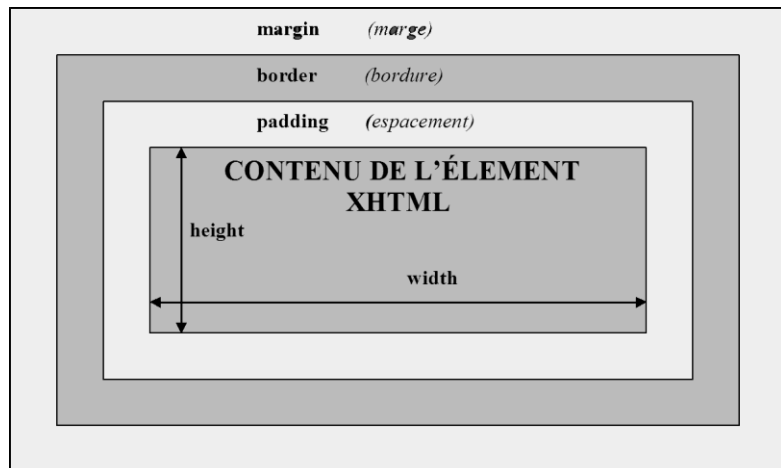 margin (marge)
border (bordure)
padding (espacement)
CONTENU DE L’ÉLEMENT
XHTML
height
width